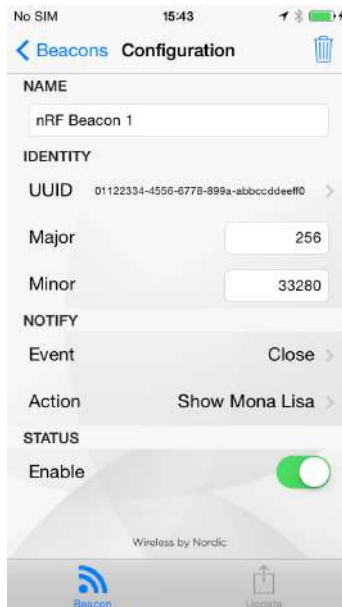 No SIM 15:43
Beacons Configuration
NAME
nRF Beacon 1
IDENTITY
UUID 01122334-4556-6778-899a-abbccddeeff0
Major 256
Minor 33280
NOTIFY
Event Close
Action Show Mona Lisa
STATUS
Enable
Wireless by Nordic
Beacon Update